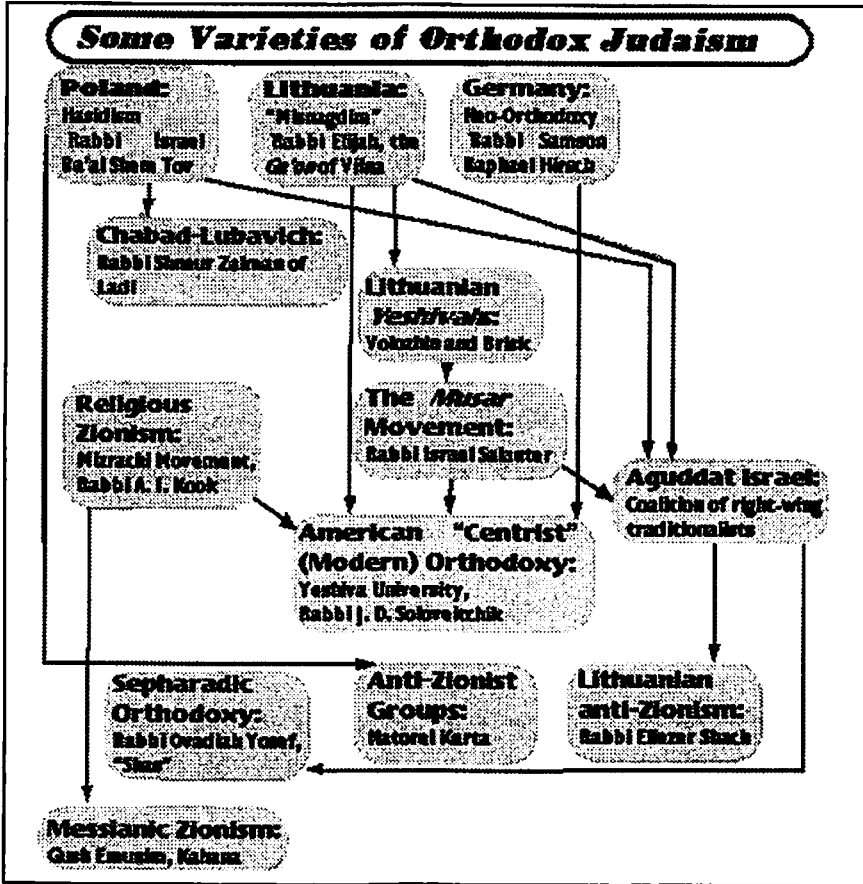 Some Varieties of Orthodox Judaism
Poland:
Hasidism
Rabbi Israel
Ba'al Shem Tov
Lithuania:
"Misnagdim"
Rabbi Elijah, the
Ga'on of Vilna
Germany:
Neo-Orthodoxy
Rabbi Samson
Raphael Hirsch
Chabad-Lubavich:
Rabbi Shneur Zalman of
Ladi
Lithuanian
Yeshivahs:
Volozhin and Brisk
Religious
Zionism:
Mizrachi Movement,
Rabbi A. I. Kook
The Musar
Movement:
Rabbi Israel Salanter
Aguddat Israel:
Coalition of right-wing
traditionalists
American "Centrist"
(Modern) Orthodoxy:
Yeshiva University,
Rabbi J. D. Soloveitchik
Sepharadic
Orthodoxy:
Rabbi Ovadiah Yosef,
"Shas"
Anti-Zionist
Groups:
Natorei Karta
Lithuanian
anti-Zionism:
Rabbi Eliezer Shach
Messianic Zionism:
Gush Emunim, Kahana